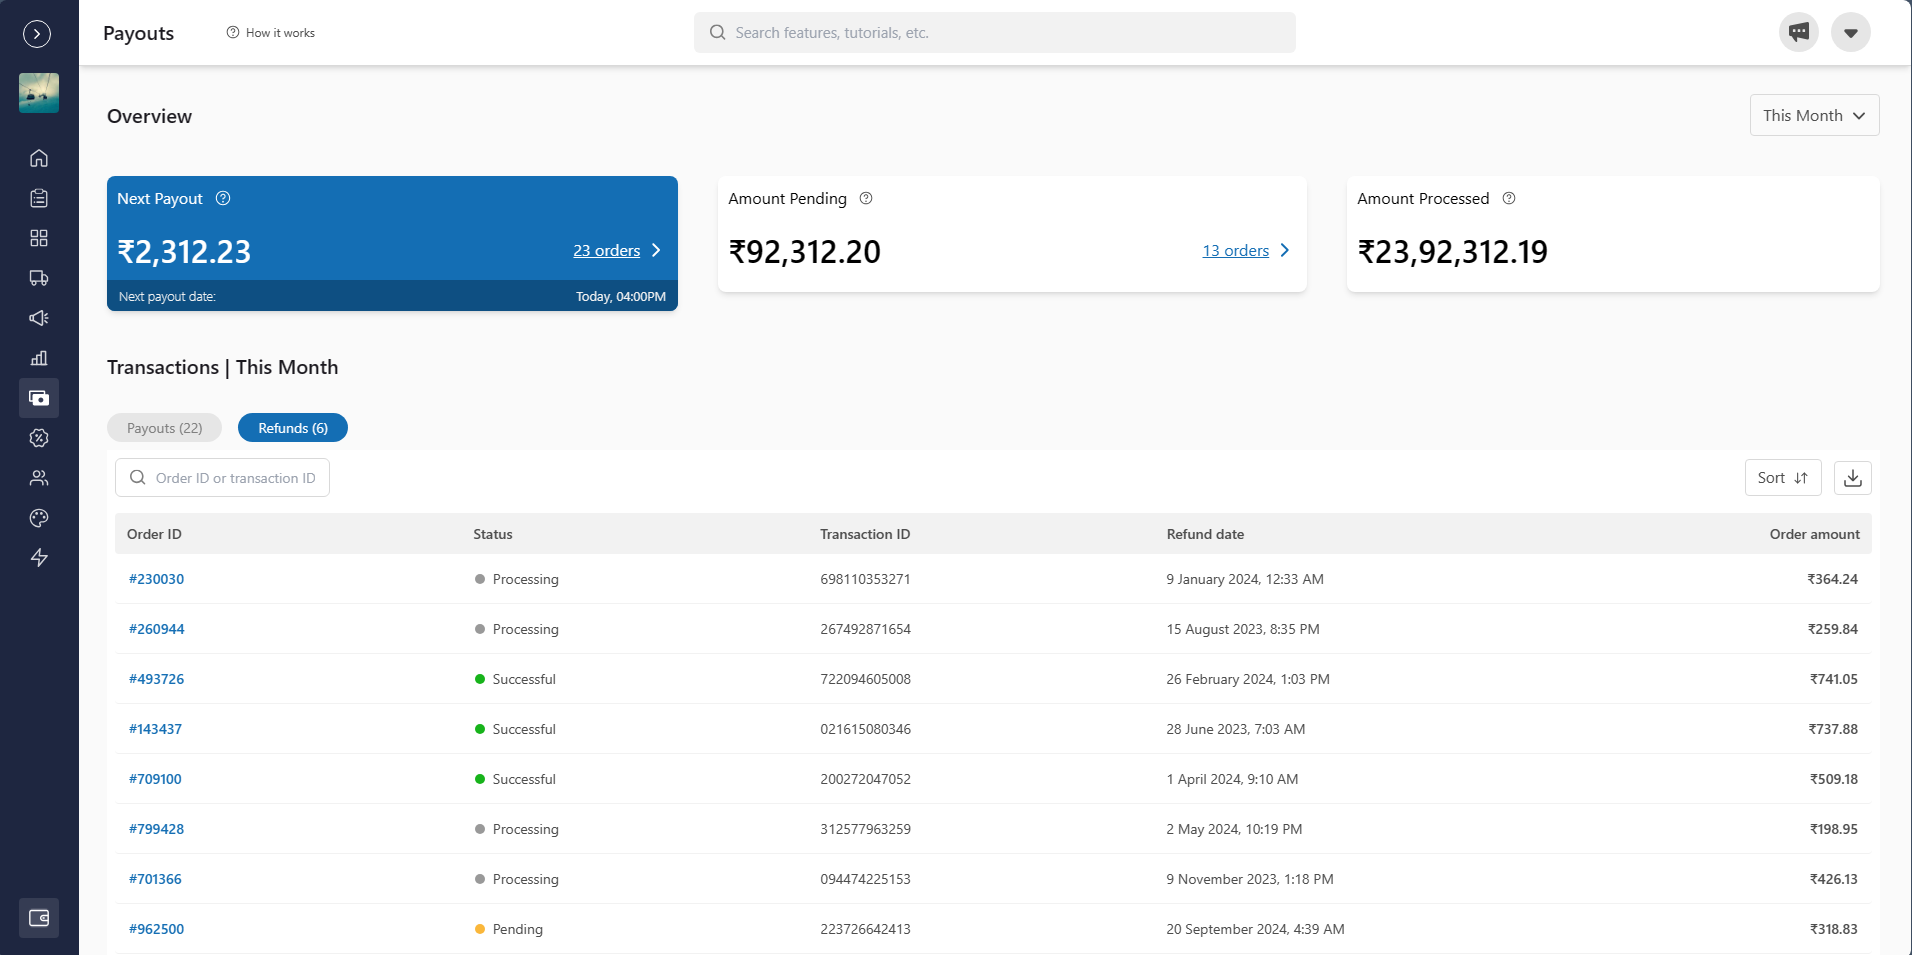 Payouts
How it works
Search features, tutorials, etc.
Overview
This Month
Next Payout
₹2,312.23
23 orders
Next payout date:
Today, 04:00PM
Amount Pending
₹92,312.20
13 orders
Amount Processed
₹23,92,312.19
Transactions | This Month
Payouts (22)
Refunds (6)
Order ID or transaction ID
Sort
Order ID Status Transaction ID Refund date Order amount
#230030 Processing 698110353271 9 January 2024, 12:33 AM ₹364.24
#260944 Processing 267492871654 15 August 2023, 8:35 PM ₹259.84
#493726 Successful 722094605008 26 February 2024, 1:03 PM ₹741.05
#143437 Successful 021615080346 28 June 2023, 7:03 AM ₹737.88
#709100 Successful 200272047052 1 April 2024, 9:10 AM ₹509.18
#799428 Processing 312577963259 2 May 2024, 10:19 PM ₹198.95
#701366 Processing 094474225153 9 November 2023, 1:18 PM ₹426.13
#962500 Pending 223726642413 20 September 2024, 4:39 AM ₹318.83